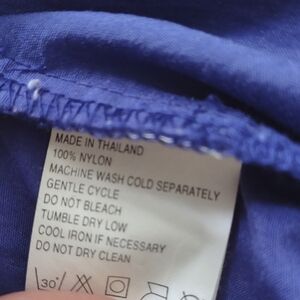 MADE IN THAILAND
100% NYLON
MACHINE WASH COLD SEPARATELY
GENTLE CYCLE
DO NOT BLEACH
TUMBLE DRY LOW
COOL IRON IF NECESSARY
DO NOT DRY CLEAN
30°